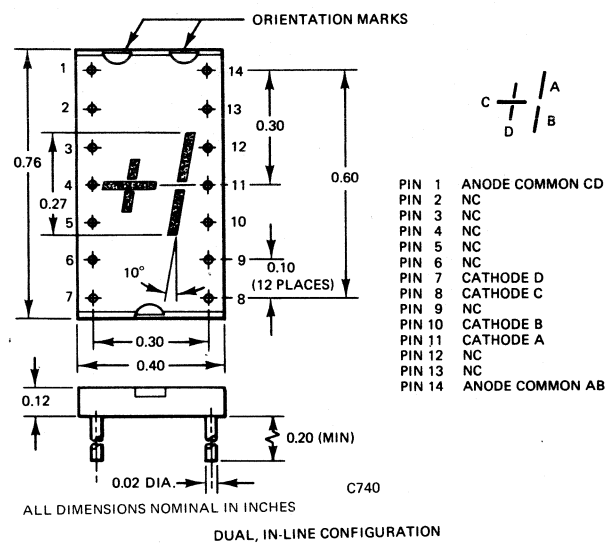 ORIENTATION MARKS
1
14
2
13
3
12
4
11
5
10
6
9
7
8
0.76
0.27
0.30
0.60
0.10
(12 PLACES)
10°
0.30
0.40
0.12
0.20 (MIN)
0.02 DIA.
C740
ALL DIMENSIONS NOMINAL IN INCHES
DUAL, IN-LINE CONFIGURATION
A
C
B
D
PIN 1 ANODE COMMON CD
PIN 2 NC
PIN 3 NC
PIN 4 NC
PIN 5 NC
PIN 6 NC
PIN 7 CATHODE D
PIN 8 CATHODE C
PIN 9 NC
PIN 10 CATHODE B
PIN 11 CATHODE A
PIN 12 NC
PIN 13 NC
PIN 14 ANODE COMMON AB